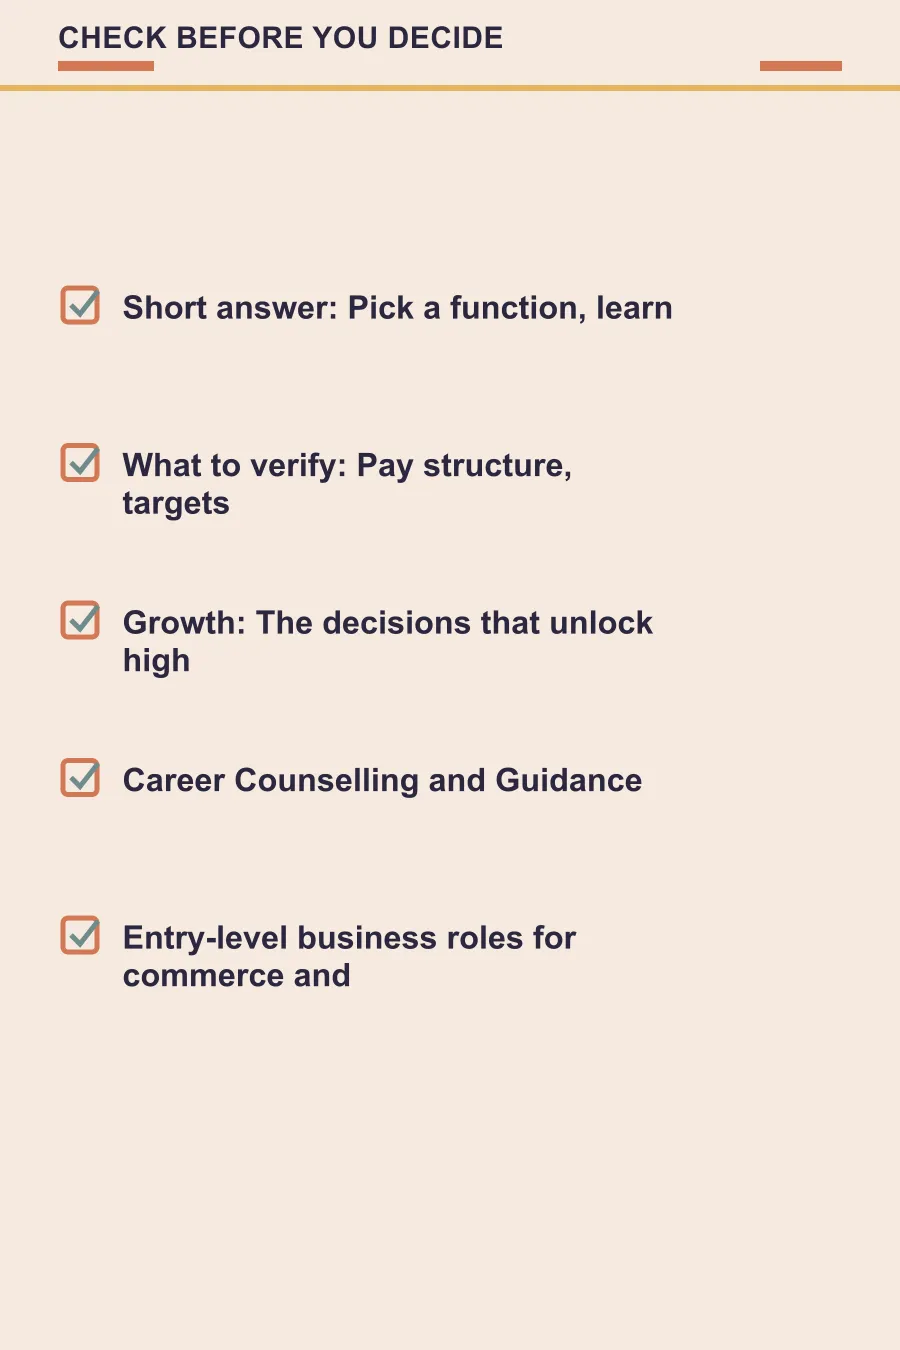 CHECK BEFORE YOU DECIDE
Short answer: Pick a function, learn
What to verify: Pay structure,
targets
Growth: The decisions that unlock
high
Career Counselling and Guidance
Entry-level business roles for
commerce and